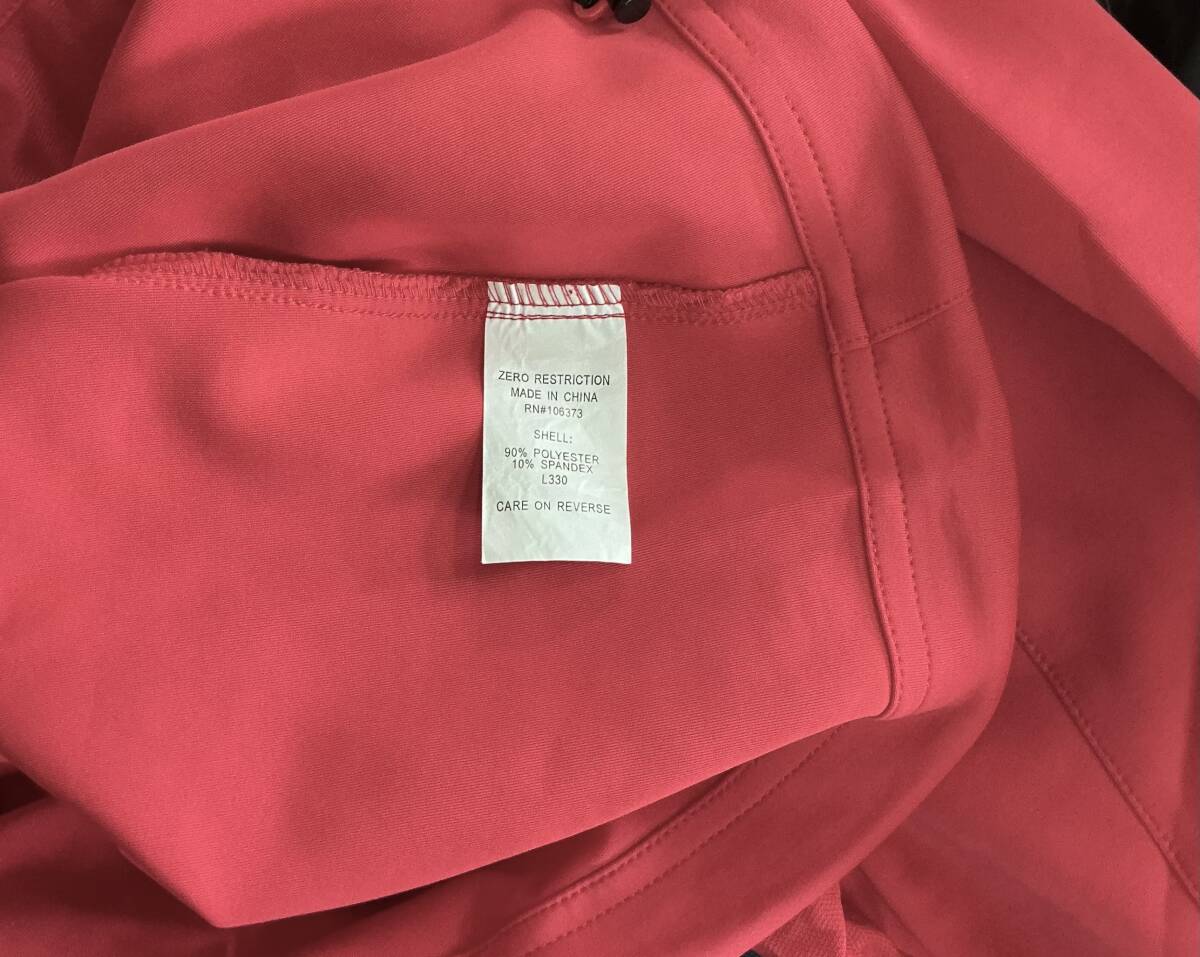 ZERO RESTRICTION
MADE IN CHINA
RN#106373
SHELL:
90% POLYESTER
10% SPANDEX
L330
CARE ON REVERSE